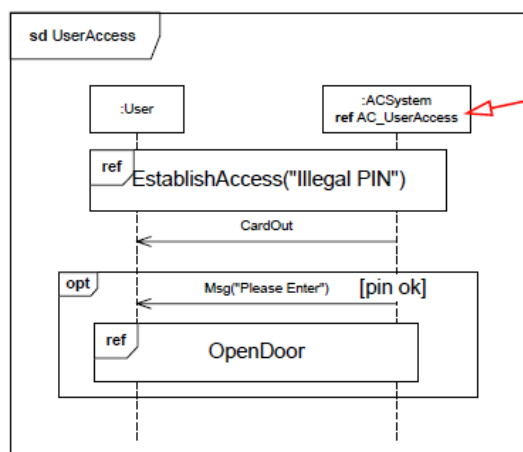 sd UserAccess
:User
:ACSystem
ref AC_UserAccess
ref
EstablishAccess("Illegal PIN")
CardOut
opt
Msg("Please Enter")
[pin ok]
ref
OpenDoor